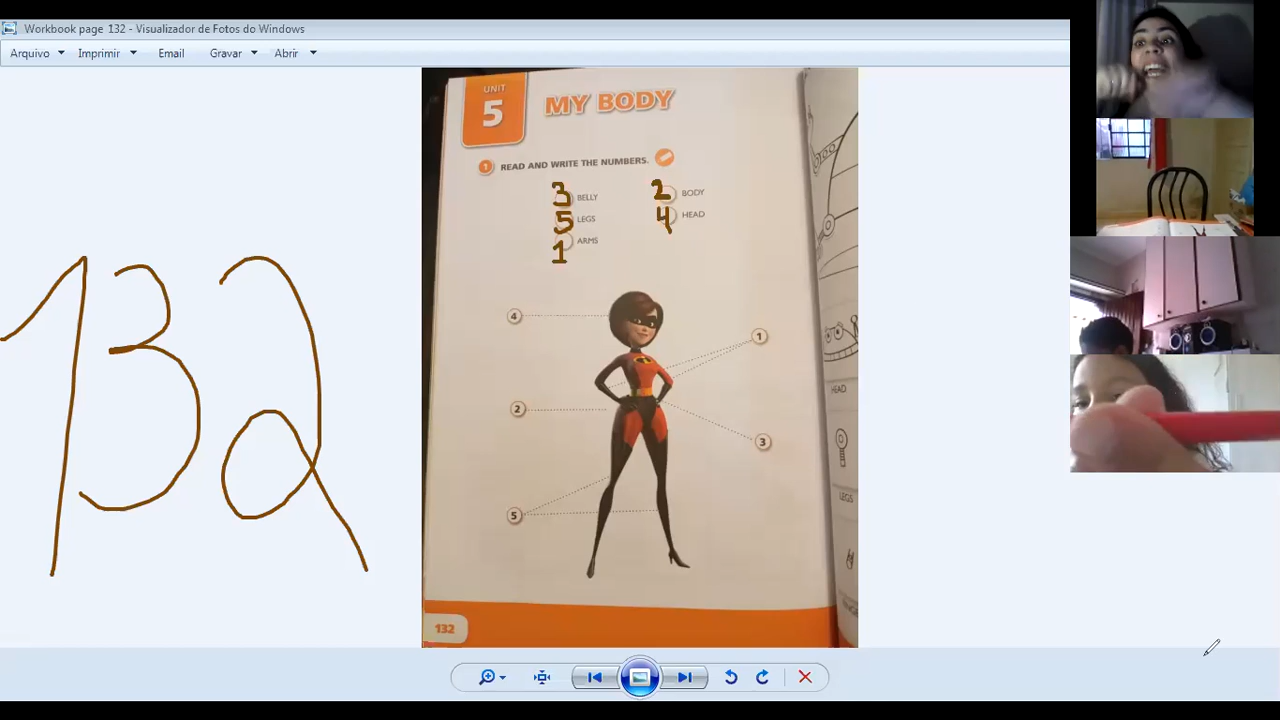 Workbook page 132 - Visualizador de Fotos do Windows
Arquivo Imprimir Email Gravar Abrir
UNIT
5
MY BODY
1 READ AND WRITE THE NUMBERS.
3 BELLY 2 BODY
5 LEGS 4 HEAD
1 ARMS
132
4
1
2
3
5
HEAD
LEGS
132